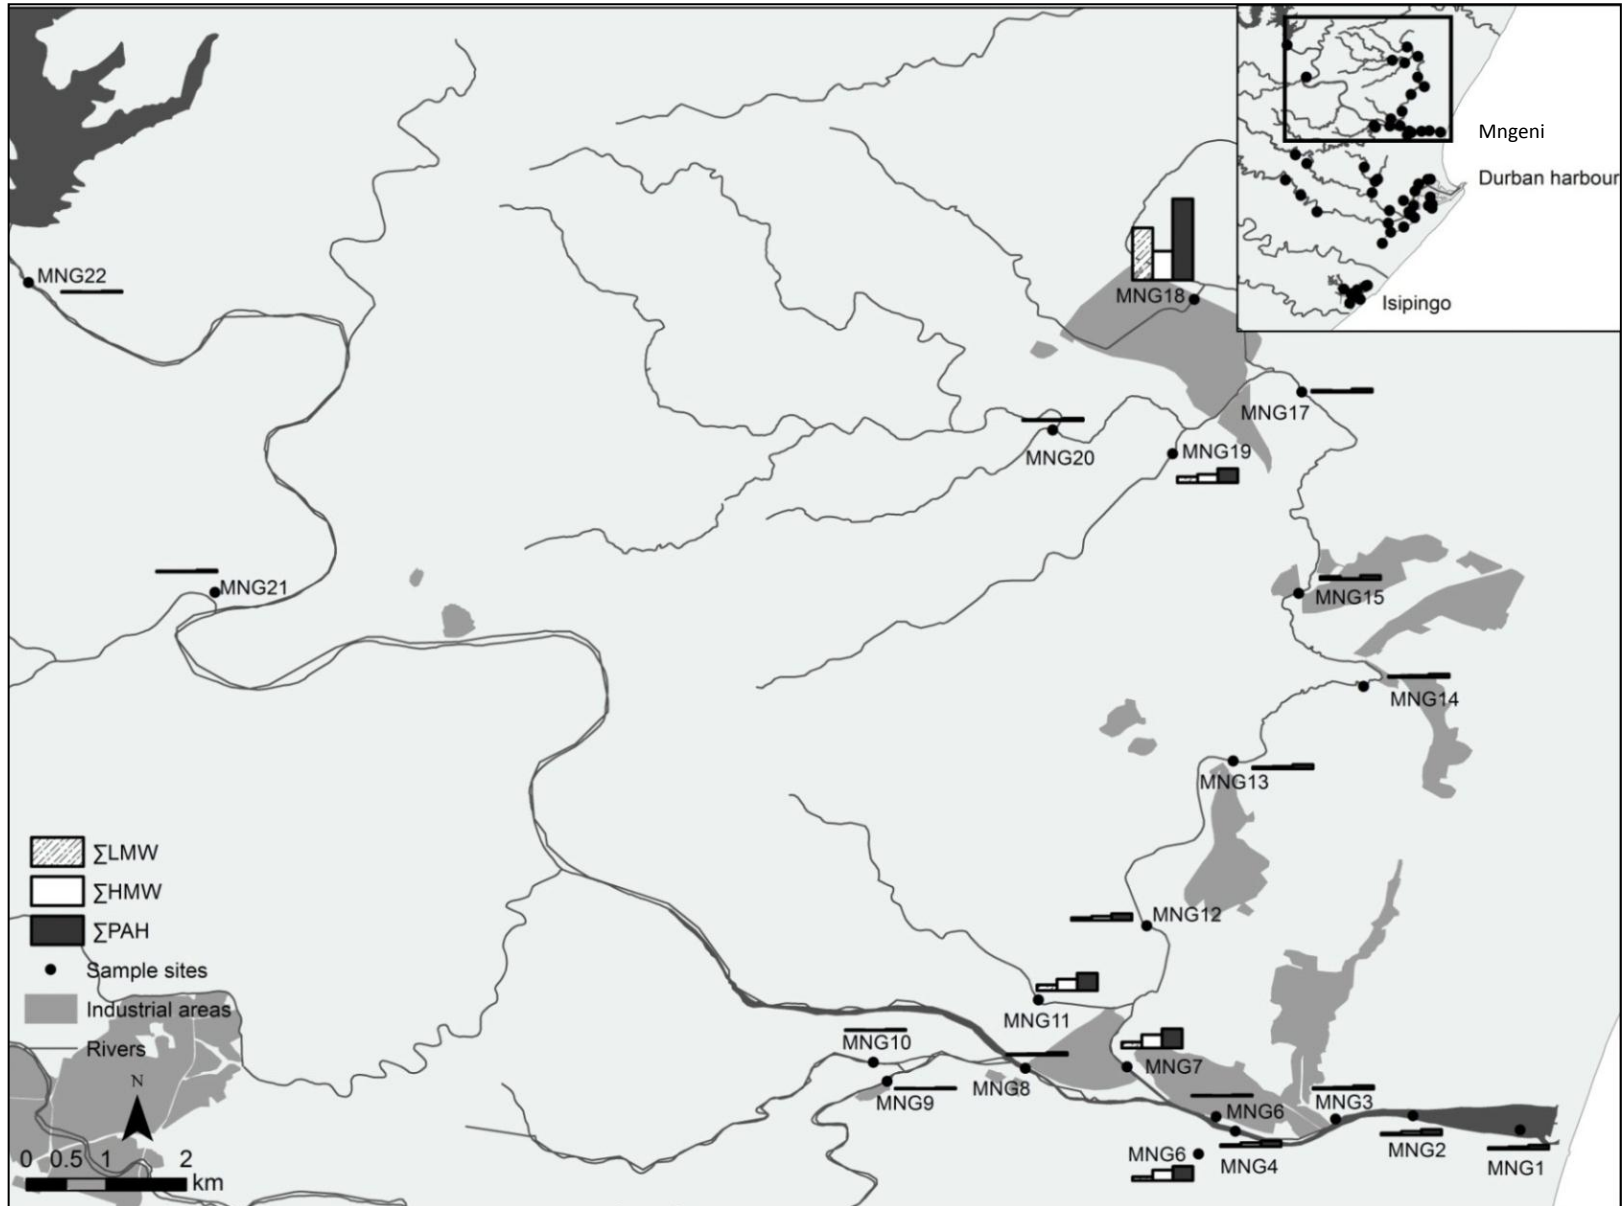 Mngeni
Durban harbour
Isipingo
MNG22
MNG18
MNG17
MNG20
MNG19
MNG21
MNG15
MNG14
MNG13
MNG12
MNG11
MNG10
MNG9
MNG8
MNG7
MNG6
MNG3
MNG6
MNG4
MNG2
MNG1
∑LMW
∑HMW
∑PAH
Sample sites
Industrial areas
Rivers
N
0 0.5 1 2
km